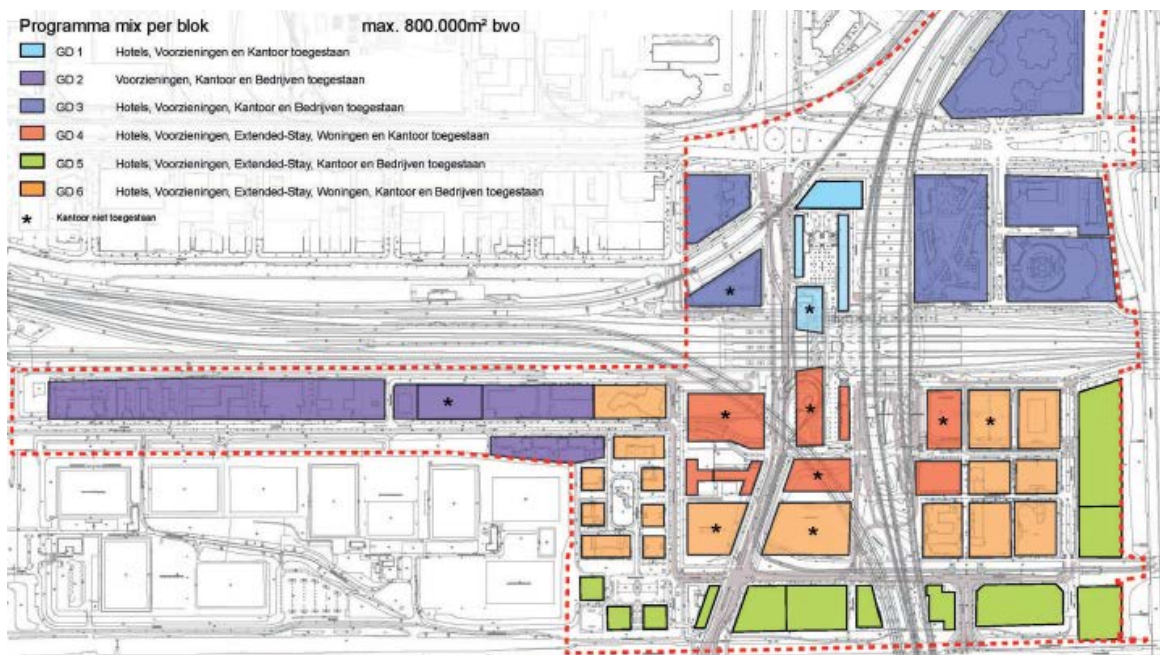 Programma mix per blok max. 800.000m² bvo
GD 1 Hotels, Voorzieningen en Kantoor toegestaan
GD 2 Voorzieningen, Kantoor en Bedrijven toegestaan
GD 3 Hotels, Voorzieningen, Kantoor en Bedrijven toegestaan
GD 4 Hotels, Voorzieningen, Extended-Stay, Woningen en Kantoor toegestaan
GD 5 Hotels, Voorzieningen, Extended-Stay, Kantoor en Bedrijven toegestaan
GD 6 Hotels, Voorzieningen, Extended-Stay, Woningen, Kantoor en Bedrijven toegestaan
* Kantoor niet toegestaan